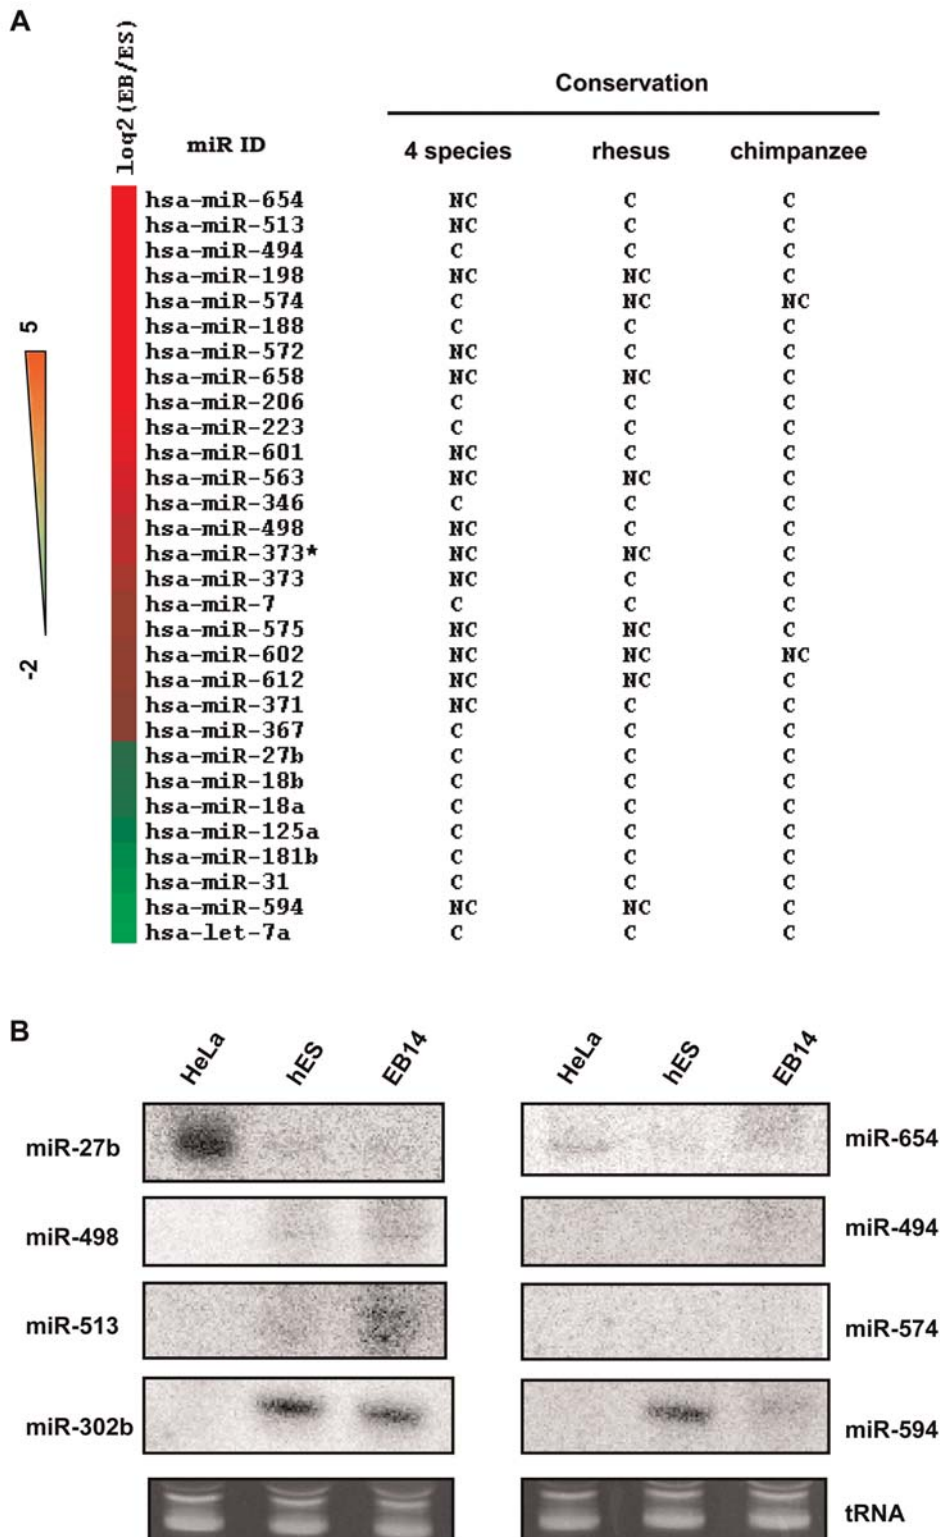 A
loq2(EB/ES)
Conservation
miR ID 4 species rhesus chimpanzee
hsa-miR-654 NC C C
hsa-miR-513 NC C C
hsa-miR-494 C C C
hsa-miR-198 NC NC C
hsa-miR-574 C NC NC
hsa-miR-188 C C C
hsa-miR-572 NC C C
hsa-miR-658 NC NC C
hsa-miR-206 C C C
hsa-miR-223 C C C
hsa-miR-601 NC C C
hsa-miR-563 NC NC C
hsa-miR-346 C C C
hsa-miR-498 NC C C
hsa-miR-373* NC NC C
hsa-miR-373 NC C C
hsa-miR-7 C C C
hsa-miR-575 NC NC C
hsa-miR-602 NC NC NC
hsa-miR-612 NC NC C
hsa-miR-371 NC C C
hsa-miR-367 C C C
hsa-miR-27b C C C
hsa-miR-18b C C C
hsa-miR-18a C C C
hsa-miR-125a C C C
hsa-miR-181b C C C
hsa-miR-31 C C C
hsa-miR-594 NC NC C
hsa-let-7a C C C
5
-2
B
HeLa hES EB14 HeLa hES EB14
miR-27b miR-654
miR-498 miR-494
miR-513 miR-574
miR-302b miR-594
tRNA